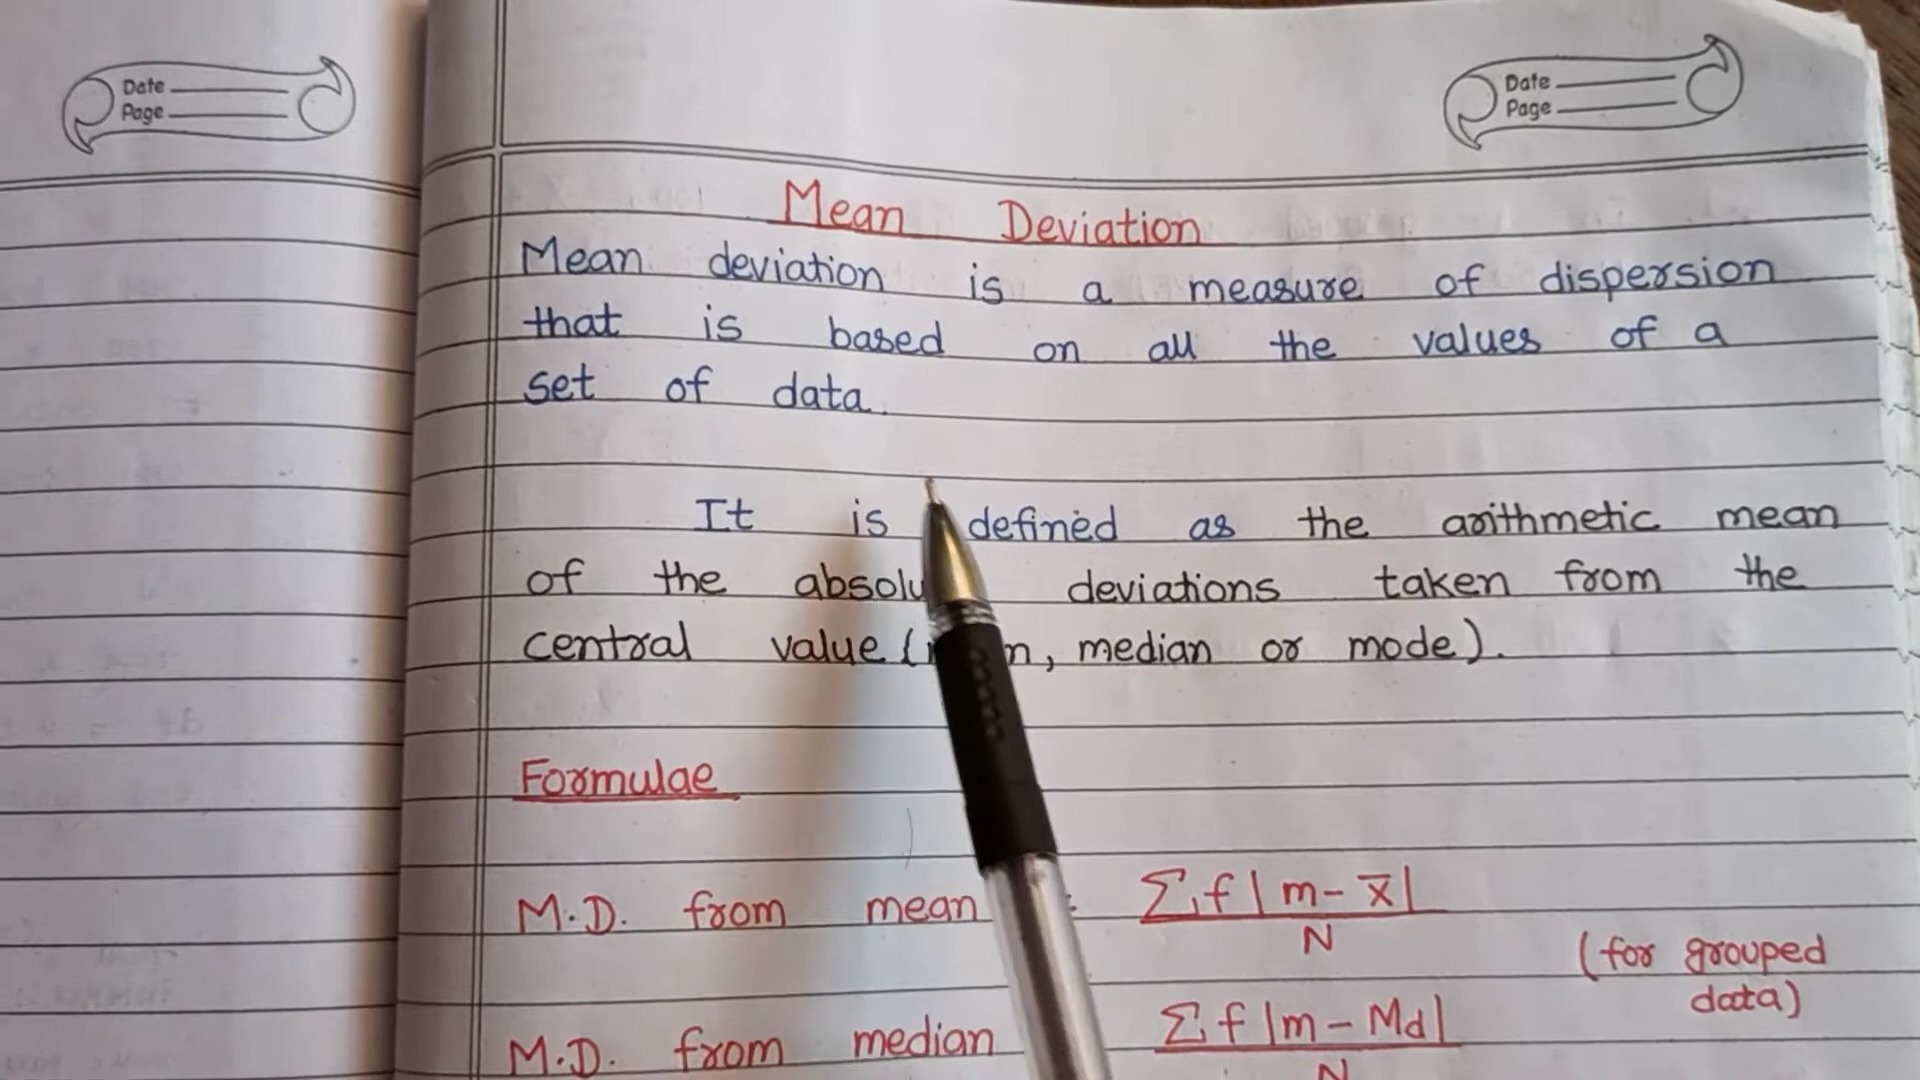 Date
Page
Date
Page
Mean Deviation
Mean deviation is a measure of dispersion
that is based on all the values of a
set of data.
It is defined as the arithmetic mean
of the absolu deviations taken from the
central value ( n, median or mode).
Formulae
M.D. from mean = ∑f|m-x̄|
N
(for grouped
data)
M.D. from median ∑f|m-Md|
N